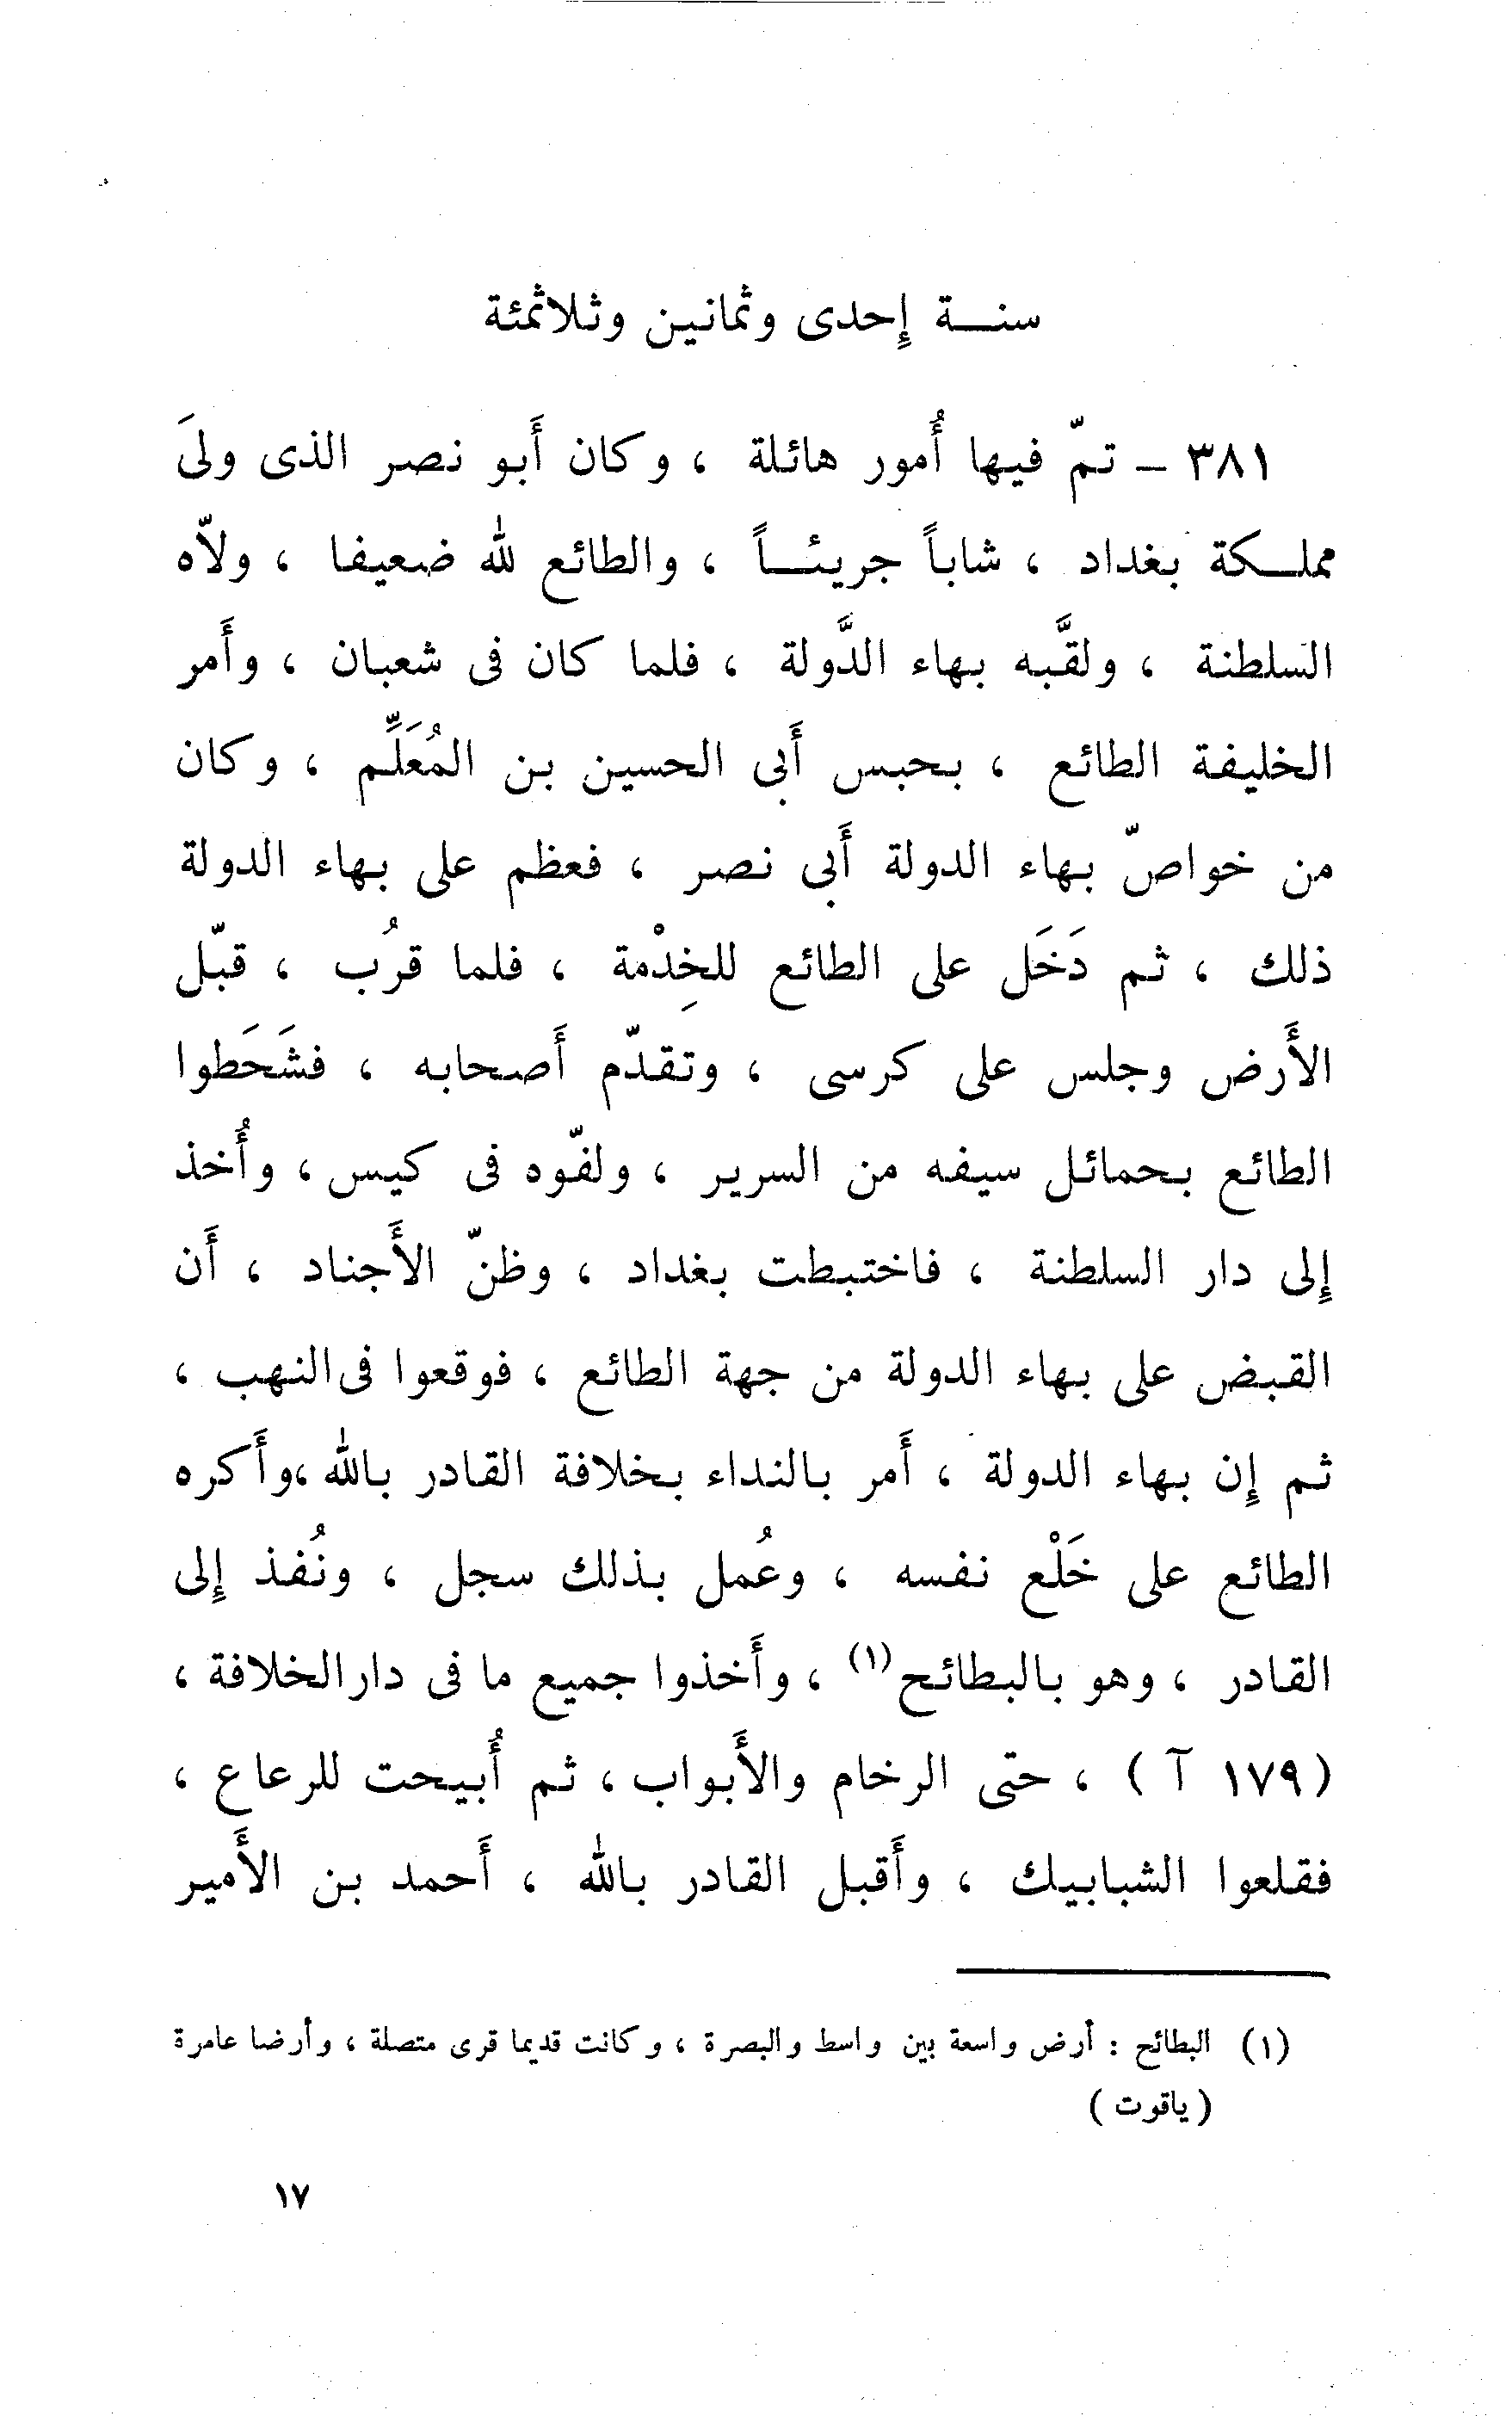 سنة إحدى وثمانين وثلاثمئة
٣٨١ - تمّ فيها أُمور هائلة ، وكان أَبو نصر الذى ولىَ
مملكة بغداد ، شاباً جريئاً ، والطائع لله ضعيفا ، ولاّه
السلطنة ، ولقَّبه بهاء الدَّولة ، فلما كان فى شعبان ، وأَمر
الخليفة الطائع ، بحبس أَبى الحسين بن المُعَلِّم ، وكان
من خواصّ بهاء الدولة أَبى نصر ، فعظم على بهاء الدولة
ذلك ، ثم دَخَل على الطائع للخِدْمة ، فلما قرُب ، قبّل
الأَرض وجلس على كرسى ، وتقدّم أَصحابه ، فشَحَطوا
الطائع بحمائل سيفه من السرير ، ولفّوه فى كيس ، وأُخذ
إلى دار السلطنة ، فاختبطت بغداد ، وظنّ الأَجناد ، أَن
القبض على بهاء الدولة من جهة الطائع ، فوقعوا فى النهب ،
ثم إن بهاء الدولة ، أَمر بالنداء بخلافة القادر بالله ، وأَكره
الطائع على خَلْع نفسه ، وعُمل بذلك سجل ، ونُفذ إلى
القادر ، وهو بالبطائح (١) ، وأَخذوا جميع ما فى دار الخلافة ،
( ١٧٩ آ ) ، حتى الرخام والأَبواب ، ثم أُبيحت للرعاع ،
فقلعوا الشبابيك ، وأَقبل القادر بالله ، أَحمد بن الأَمير
(١) البطائح : أرض واسعة بين واسط والبصرة ، وكانت قديما قرى متصلة ، وأرضا عامرة
( ياقوت )
١٧